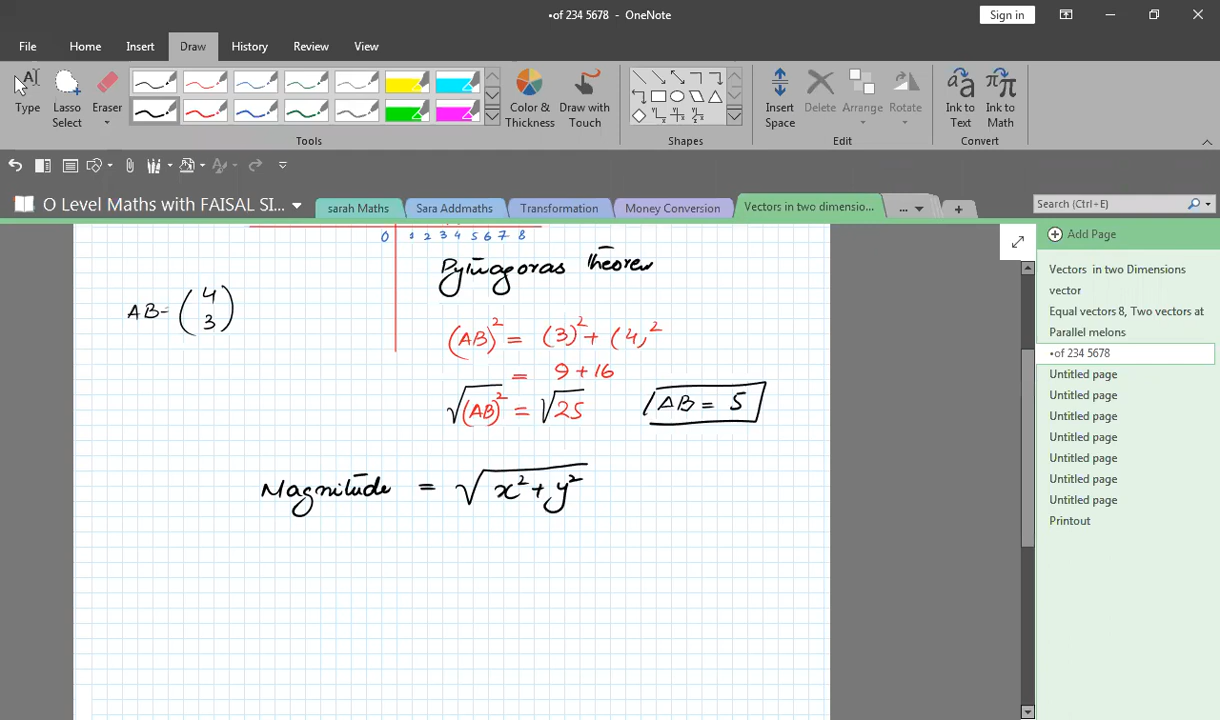 •of 234 5678 - OneNote
Sign in
File Home Insert Draw History Review View
Type
Lasso Select
Eraser
Color & Thickness
Draw with Touch
Insert Space
Delete
Arrange
Rotate
Ink to Text
Ink to Math
Tools
Shapes
Edit
Convert
O Level Maths with FAISAL SI...
sarah Maths
Sara Addmaths
Transformation
Money Conversion
Vectors in two dimensio...
...
Search (Ctrl+E)
Add Page
Vectors in two Dimensions
vector
Equal vectors 8, Two vectors at
Parallel melons
•of 234 5678
Untitled page
Untitled page
Untitled page
Untitled page
Untitled page
Untitled page
Untitled page
Printout
0 1 2 3 4 5 6 7 8
Pythagoras theorem
AB = (4 3)
(AB)² = (3)² + (4)²
= 9 + 16
√(AB)² = √25
AB = 5
Magnitude = √x²+y²